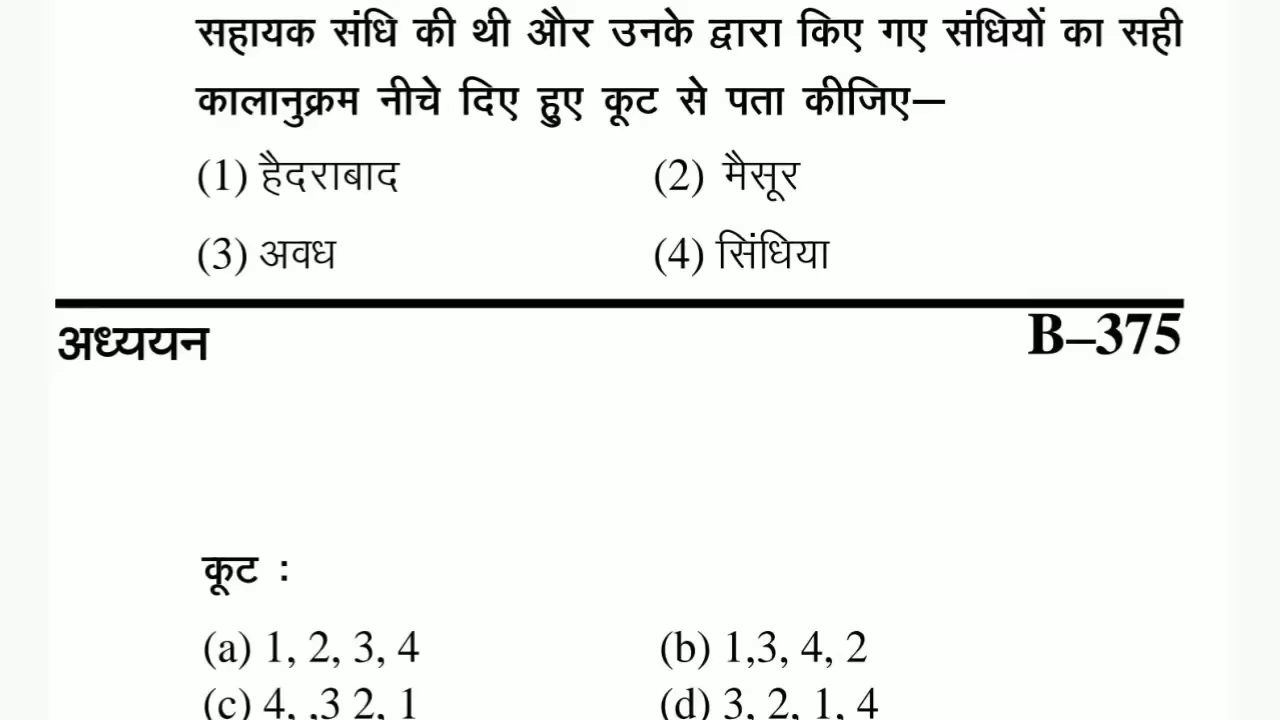 सहायक संधि की थी और उनके द्वारा किए गए संधियों का सही
कालानुक्रम नीचे दिए हुए कूट से पता कीजिए—
(1) हैदराबाद (2) मैसूर
(3) अवध (4) सिंधिया
अध्ययन B–375
कूट :
(a) 1, 2, 3, 4 (b) 1,3, 4, 2
(c) 4, ,3 2, 1 (d) 3, 2, 1, 4